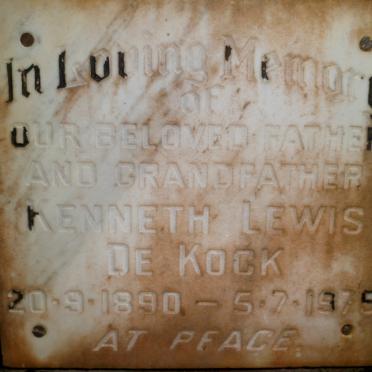 In Loving Memory
OF
OUR BELOVED FATHER
AND GRANDFATHER
KENNETH LEWIS
DE KOCK
20·9·1890 — 5·7·1975
AT PEACE.